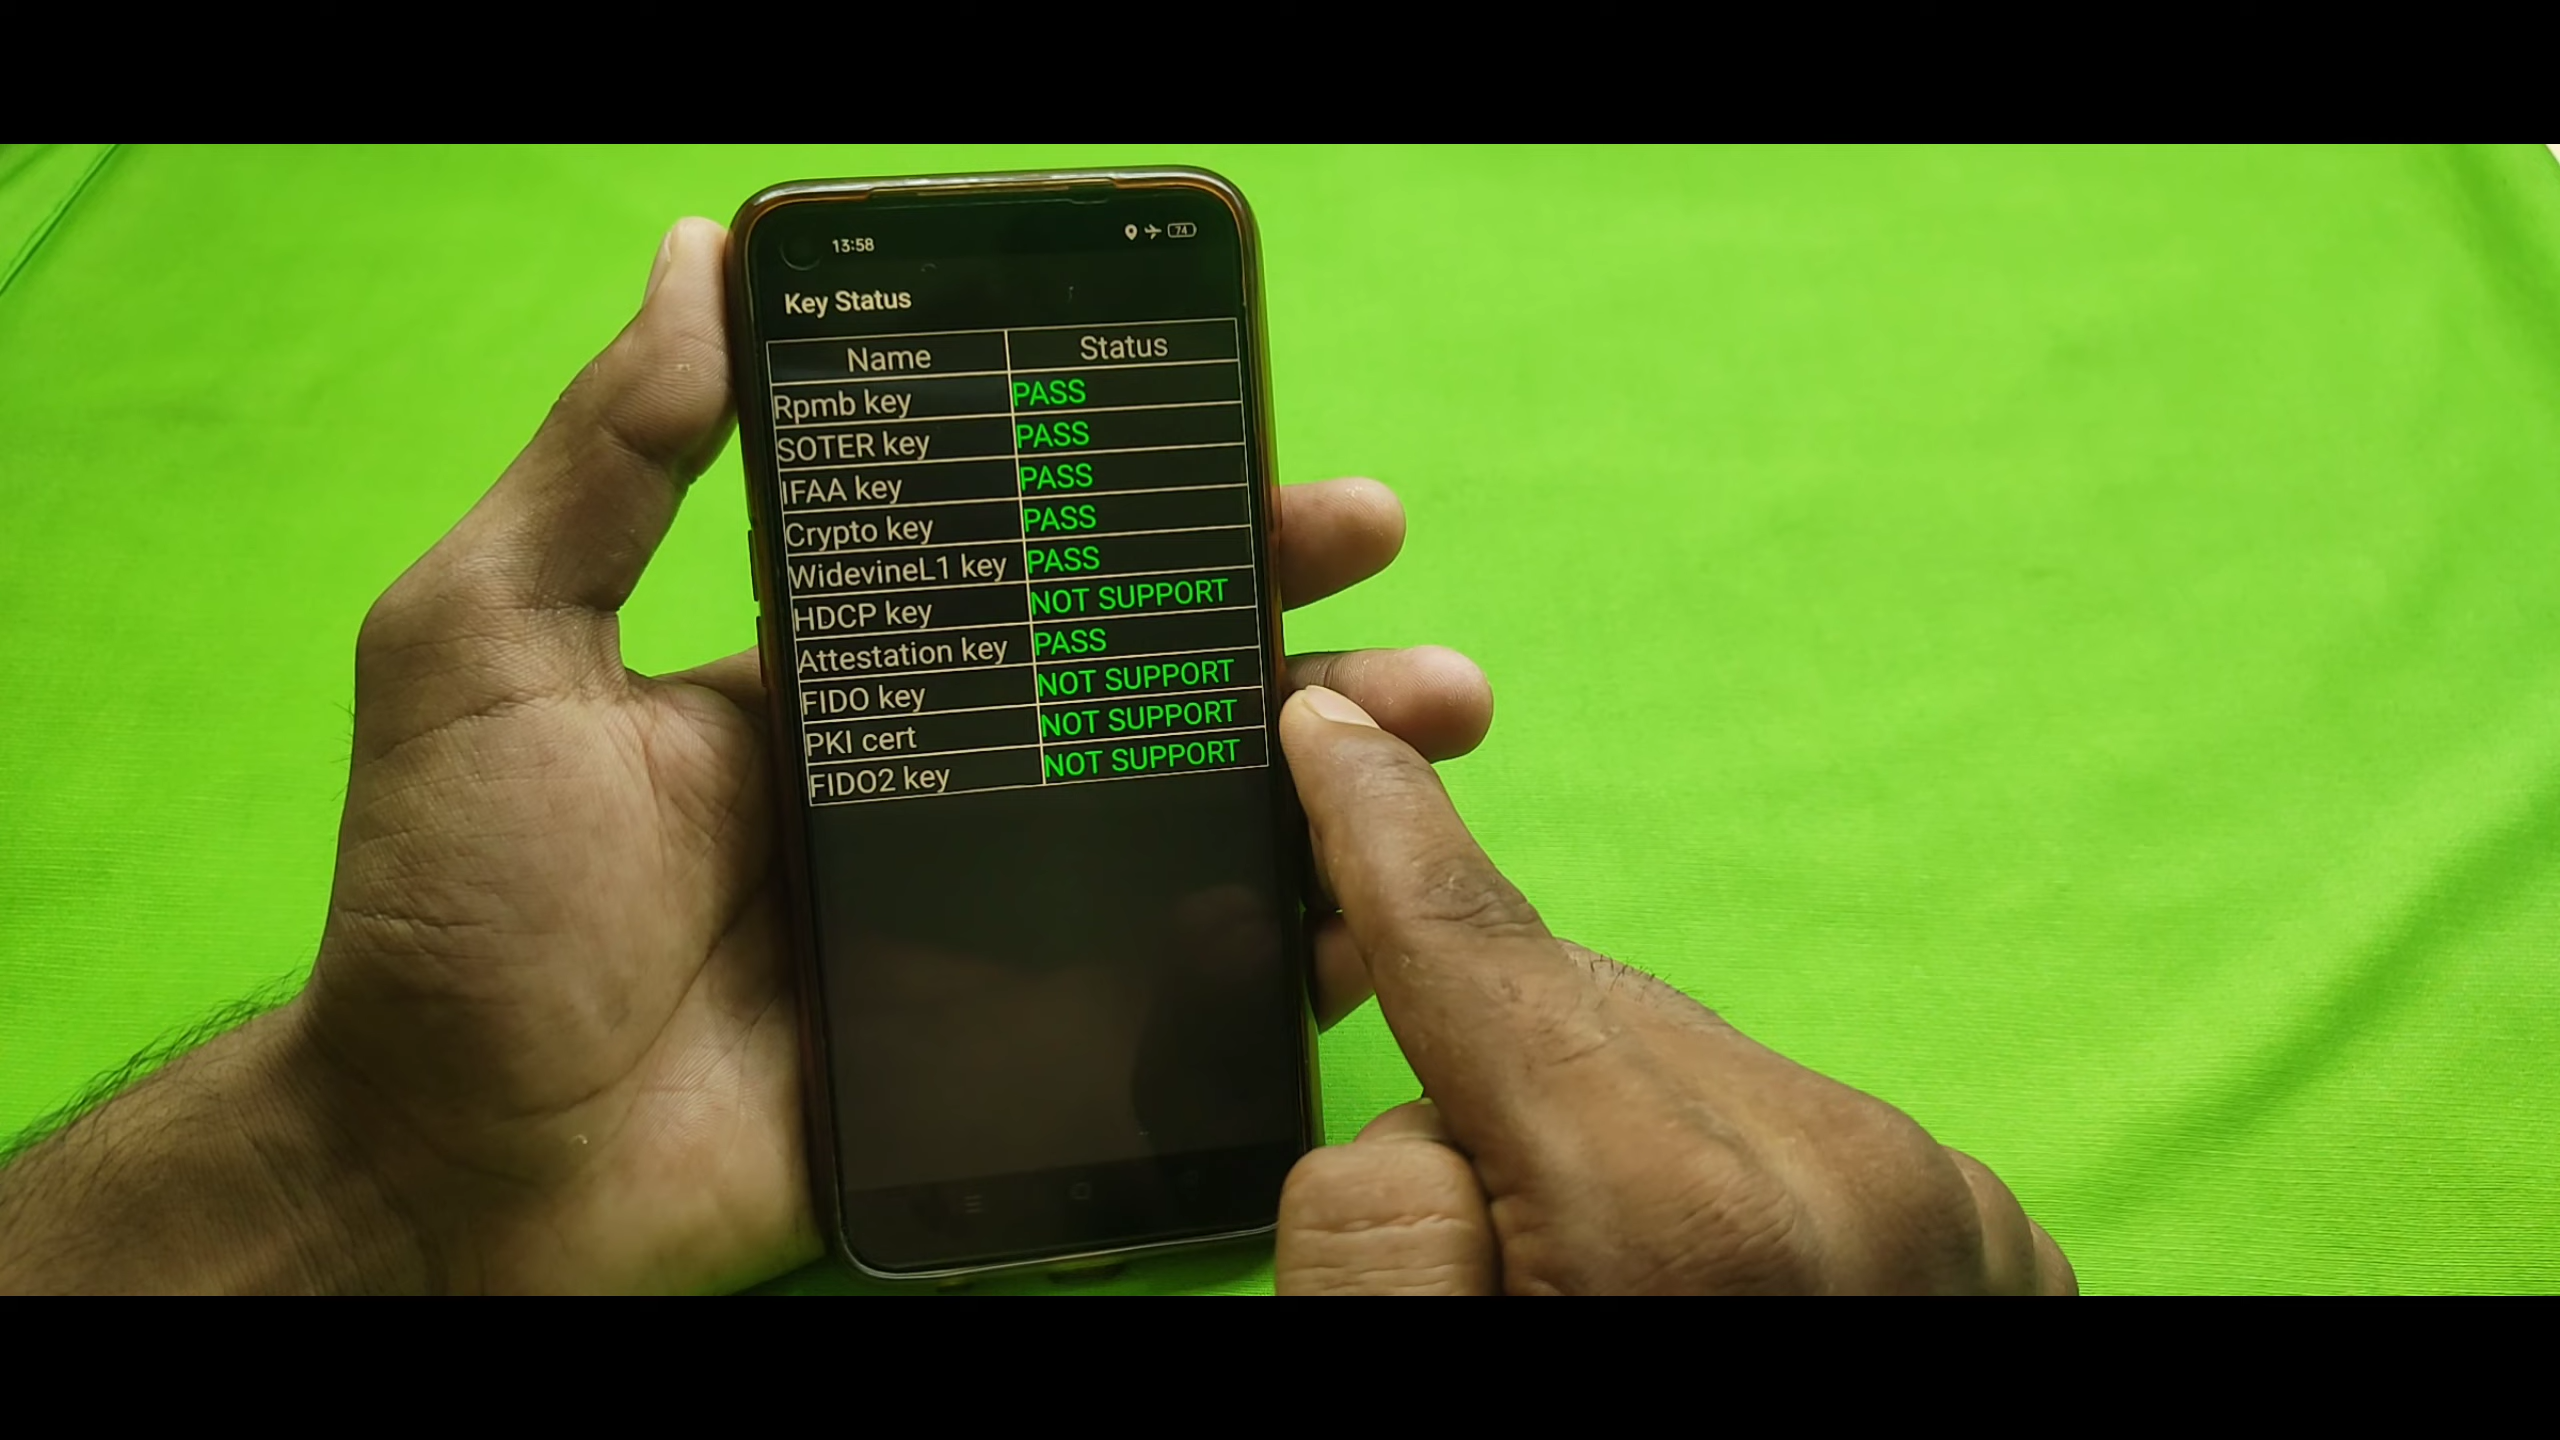 13:58
74
Key Status
Name Status
Rpmb key PASS
SOTER key PASS
IFAA key PASS
Crypto key PASS
WidevineL1 key PASS
HDCP key NOT SUPPORT
Attestation key PASS
FIDO key NOT SUPPORT
PKI cert NOT SUPPORT
FIDO2 key NOT SUPPORT